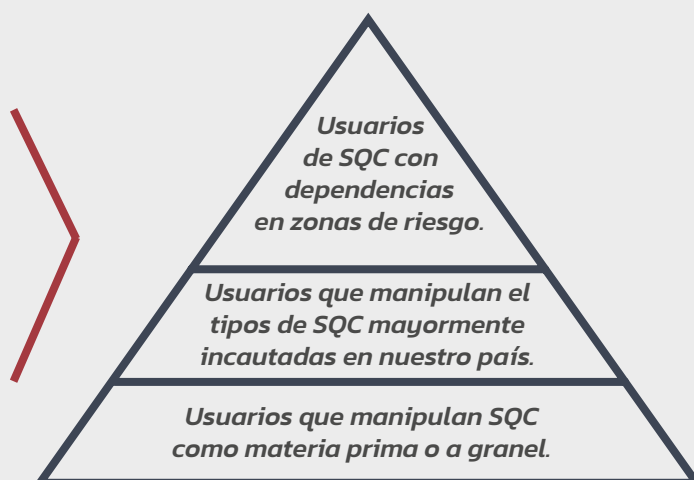 Usuarios
de SQC con
dependencias
en zonas de riesgo.
Usuarios que manipulan el
tipos de SQC mayormente
incautadas en nuestro país.
Usuarios que manipulan SQC
como materia prima o a granel.